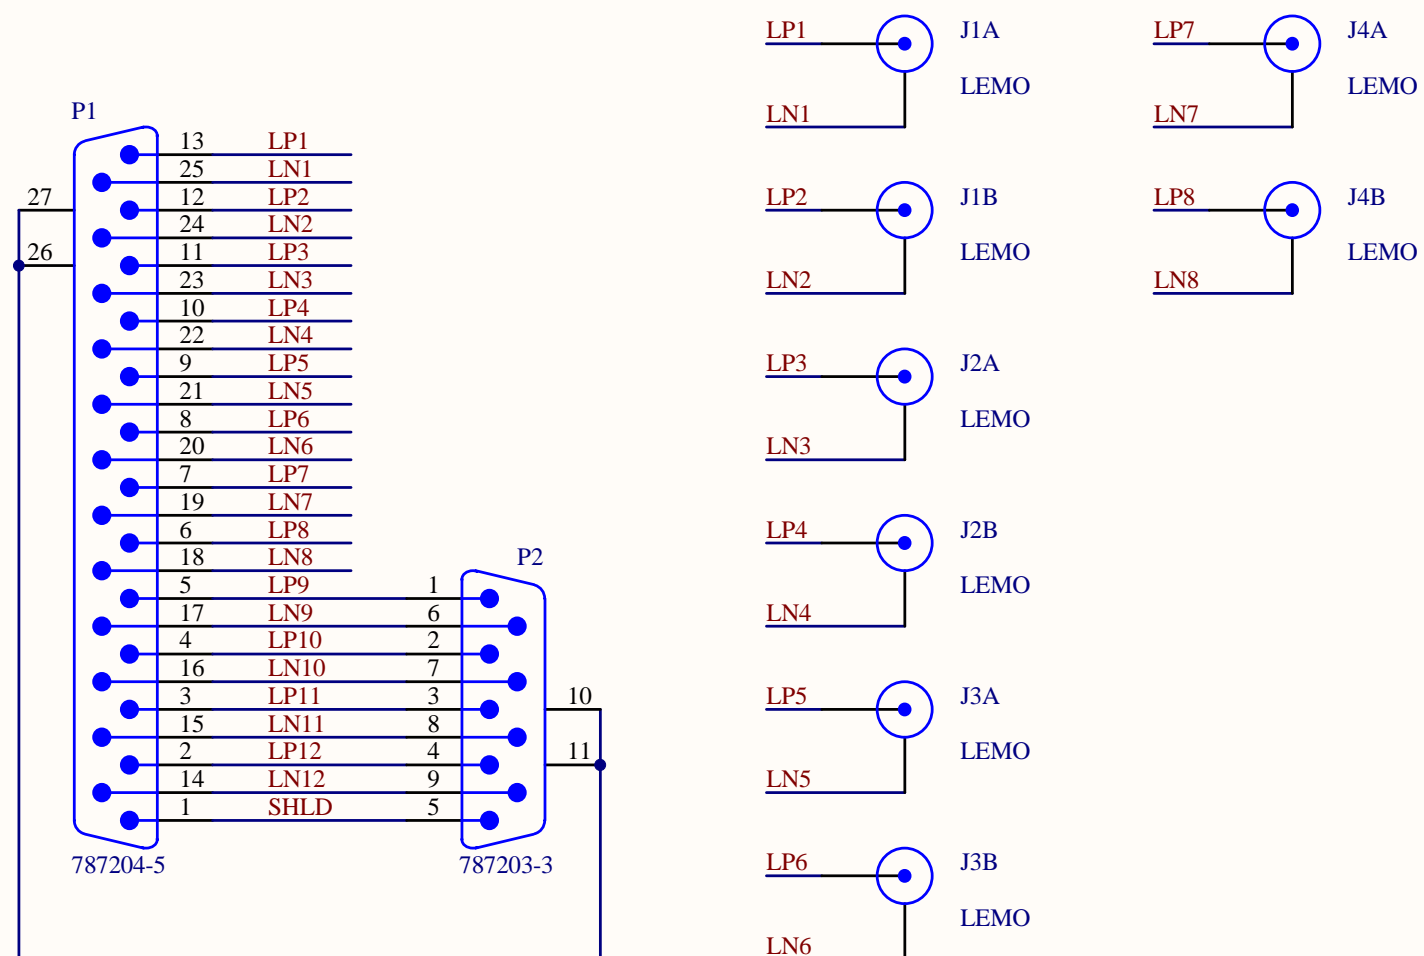 P1
27
26
13 LP1
25 LN1
12 LP2
24 LN2
11 LP3
23 LN3
10 LP4
22 LN4
9 LP5
21 LN5
8 LP6
20 LN6
7 LP7
19 LN7
6 LP8
18 LN8
5 LP9 1
17 LN9 6
4 LP10 2
16 LN10 7
3 LP11 3
15 LN11 8
2 LP12 4
14 LN12 9
1 SHLD 5
787204-5
P2
10
11
787203-3
LP1 J1A
LEMO
LN1
LP2 J1B
LEMO
LN2
LP3 J2A
LEMO
LN3
LP4 J2B
LEMO
LN4
LP5 J3A
LEMO
LN5
LP6 J3B
LEMO
LN6
LP7 J4A
LEMO
LN7
LP8 J4B
LEMO
LN8